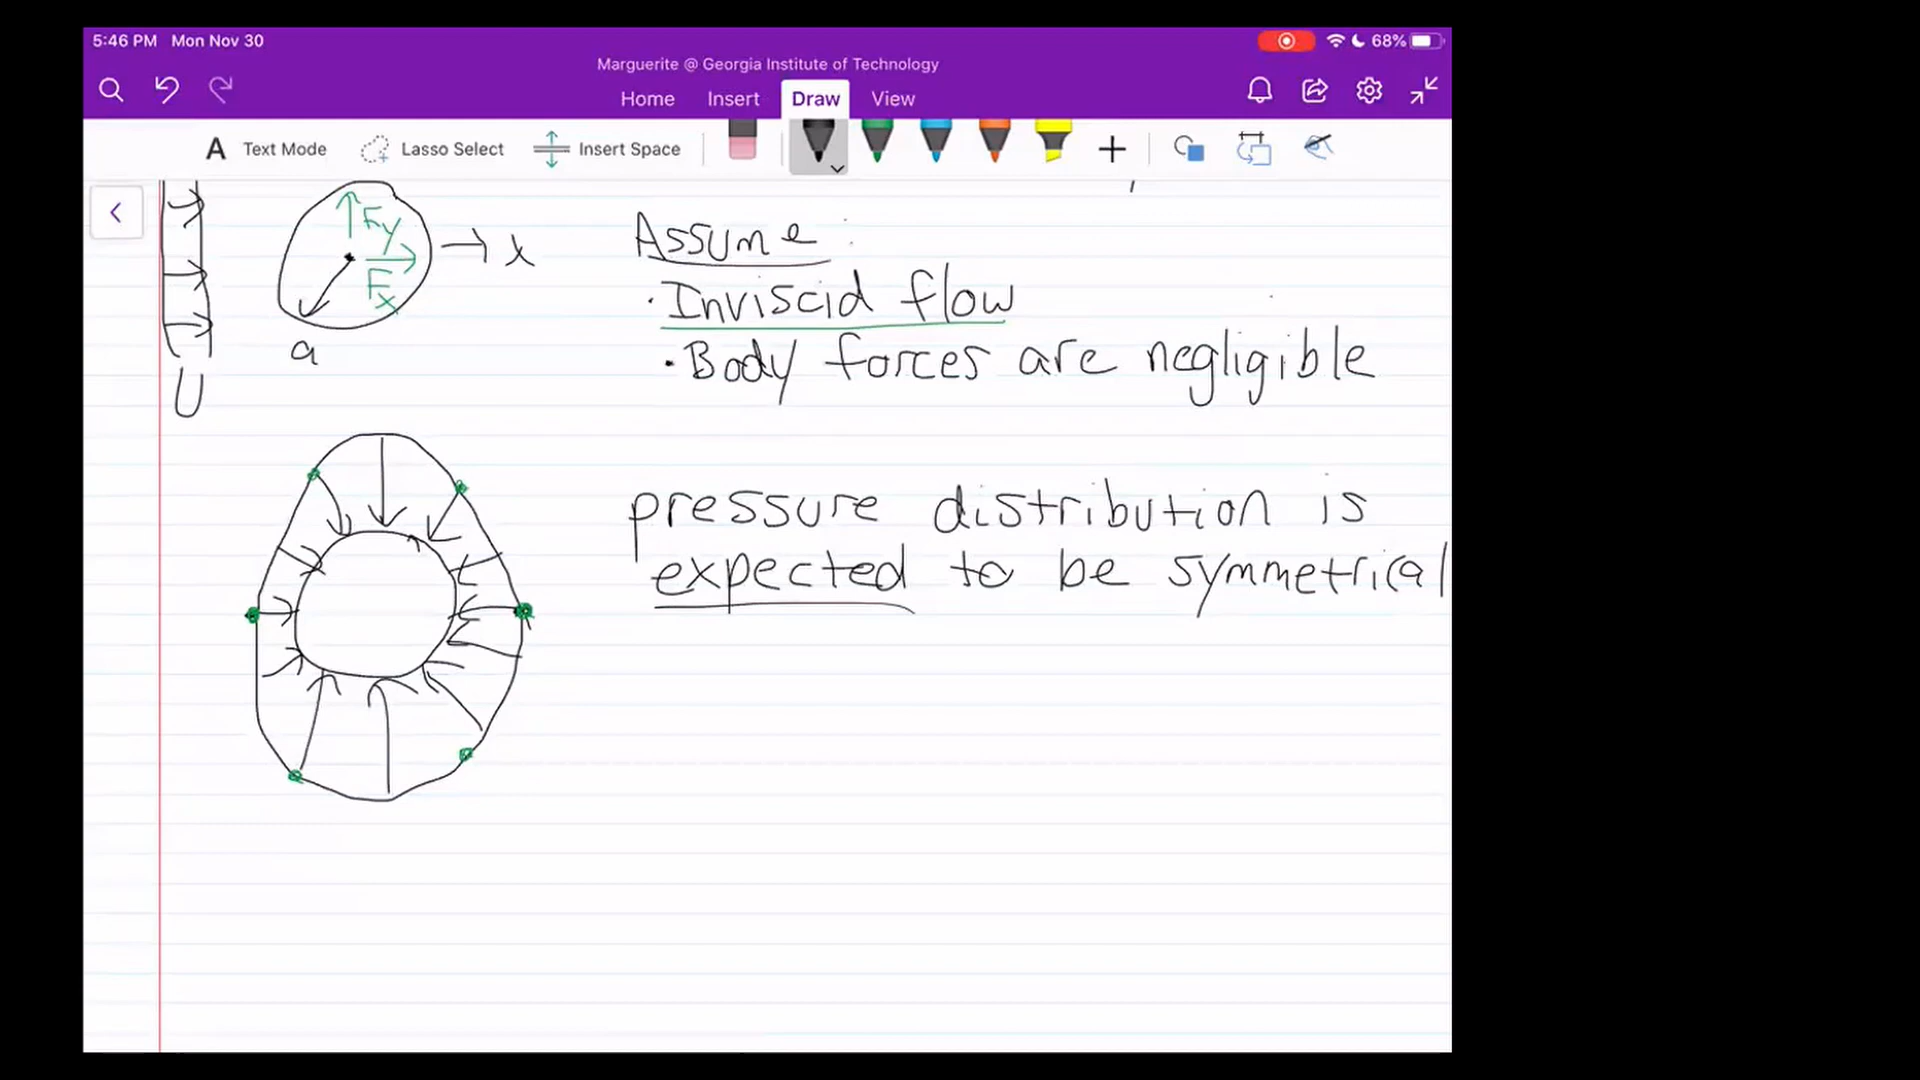 5:46 PM Mon Nov 30
68%
Marguerite @ Georgia Institute of Technology
Home Insert Draw View
A Text Mode Lasso Select Insert Space
Fy
Fx
→ x
a
U
Assume:
• Inviscid flow
• Body forces are negligible
pressure distribution is
expected to be symmetrical